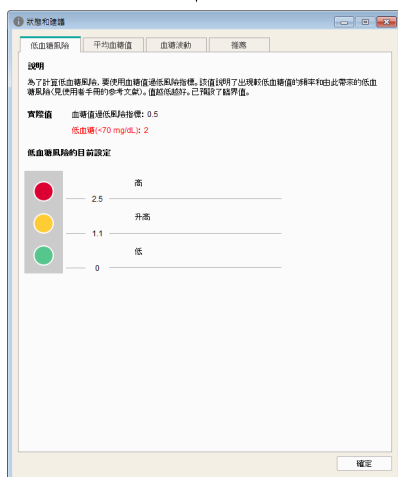 狀態和建議
低血糖風險 平均血糖值 血糖波動 推薦
說明
為了計算低血糖風險, 要使用血糖值過低風險指標。該值說明了出現較低血糖值的頻率和由此帶來的低血
糖風險(見使用者手冊的參考文獻)。值越低越好。已預設了臨界值。
實際值 血糖值過低風險指標: 0.5
低血糖(<70 mg/dL): 2
低血糖風險的目前設定
高
2.5
升高
1.1
低
0
確定